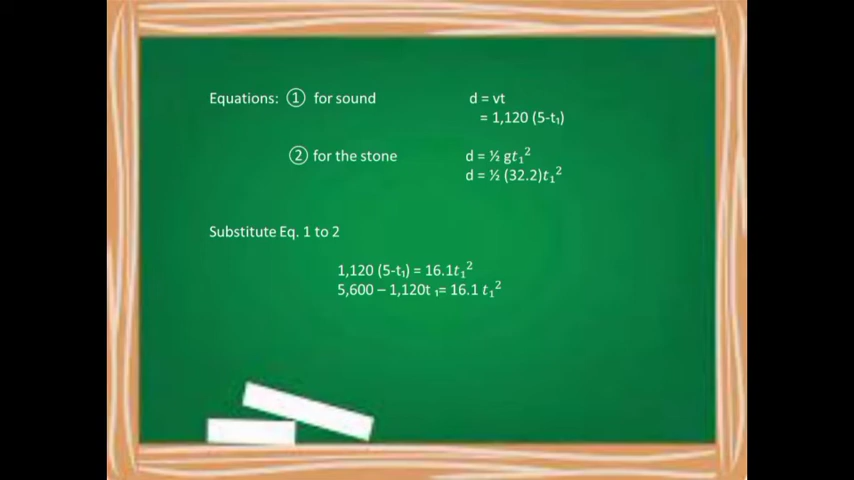 Equations: ① for sound d = vt
= 1,120 (5-t₁)
② for the stone d = ½ gt₁²
d = ½ (32.2)t₁²
Substitute Eq. 1 to 2
1,120 (5-t₁) = 16.1t₁²
5,600 – 1,120t ₁= 16.1 t₁²